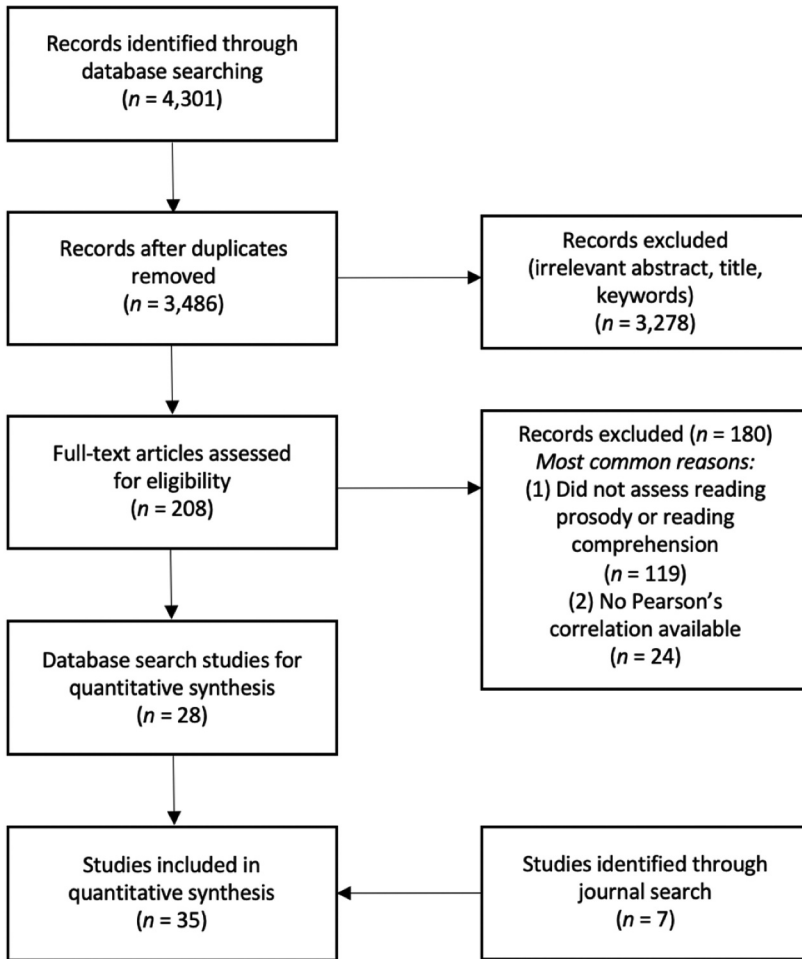 Records identified through
database searching
(n = 4,301)
Records after duplicates
removed
(n = 3,486)
Records excluded
(irrelevant abstract, title,
keywords)
(n = 3,278)
Full-text articles assessed
for eligibility
(n = 208)
Records excluded (n = 180)
Most common reasons:
(1) Did not assess reading
prosody or reading
comprehension
(n = 119)
(2) No Pearson's
correlation available
(n = 24)
Database search studies for
quantitative synthesis
(n = 28)
Studies included in
quantitative synthesis
(n = 35)
Studies identified through
journal search
(n = 7)